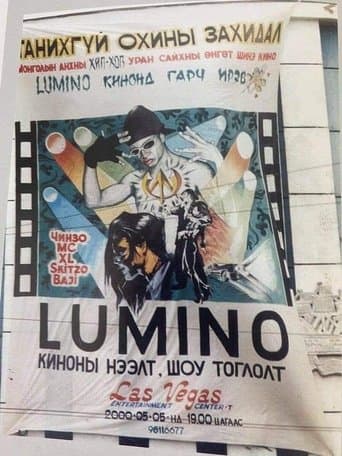 ТАНИХГҮЙ ОХИНЫ ЗАХИДАЛ
МОНГОЛЫН АНХНЫ ХИП-ХОП УРАН САЙХНЫ ӨНГӨТ ШИНЭ КИНО
LUMINO КИНОНД ГАРЧ ИРЭВ
ЧИНЗО
MC
XL
SKITZO
BAJI
LUMINO
КИНОНЫ НЭЭЛТ, ШОУ ТОГЛОЛТ
Las Vegas
ENTERTAINMENT CENTER-Т
2000-05-05-НД 19.00 ЦАГААС
96116677